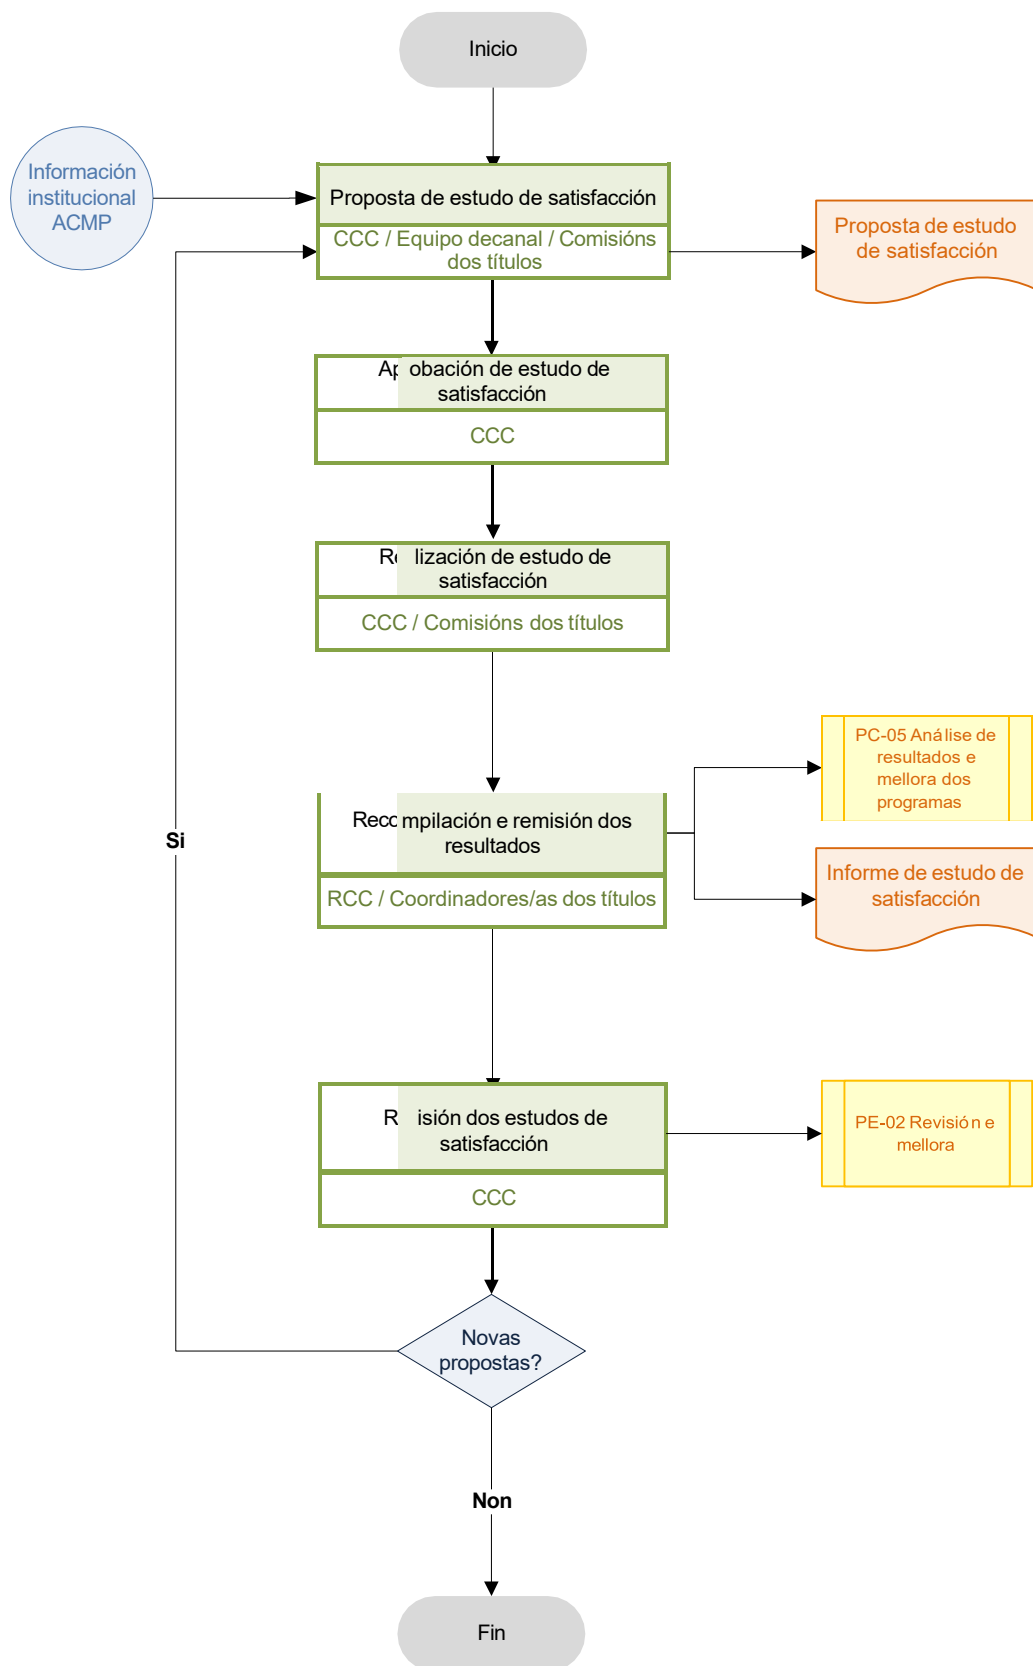 Inicio
Información
institucional
ACMP
Proposta de estudo de satisfacción
CCC / Equipo decanal / Comisións
dos títulos
Proposta de estudo
de satisfacción
Ap obación de estudo de
satisfacción
CCC
Re lización de estudo de
satisfacción
CCC / Comisións dos títulos
PC-05 Análise de
resultados e
mellora dos
programas
Recompilación e remisión dos
resultados
RCC / Coordinadores/as dos títulos
Si
Informe de estudo de
satisfacción
R isión dos estudos de
satisfacción
CCC
PE-02 Revisión e
mellora
Novas
propostas?
Non
Fin